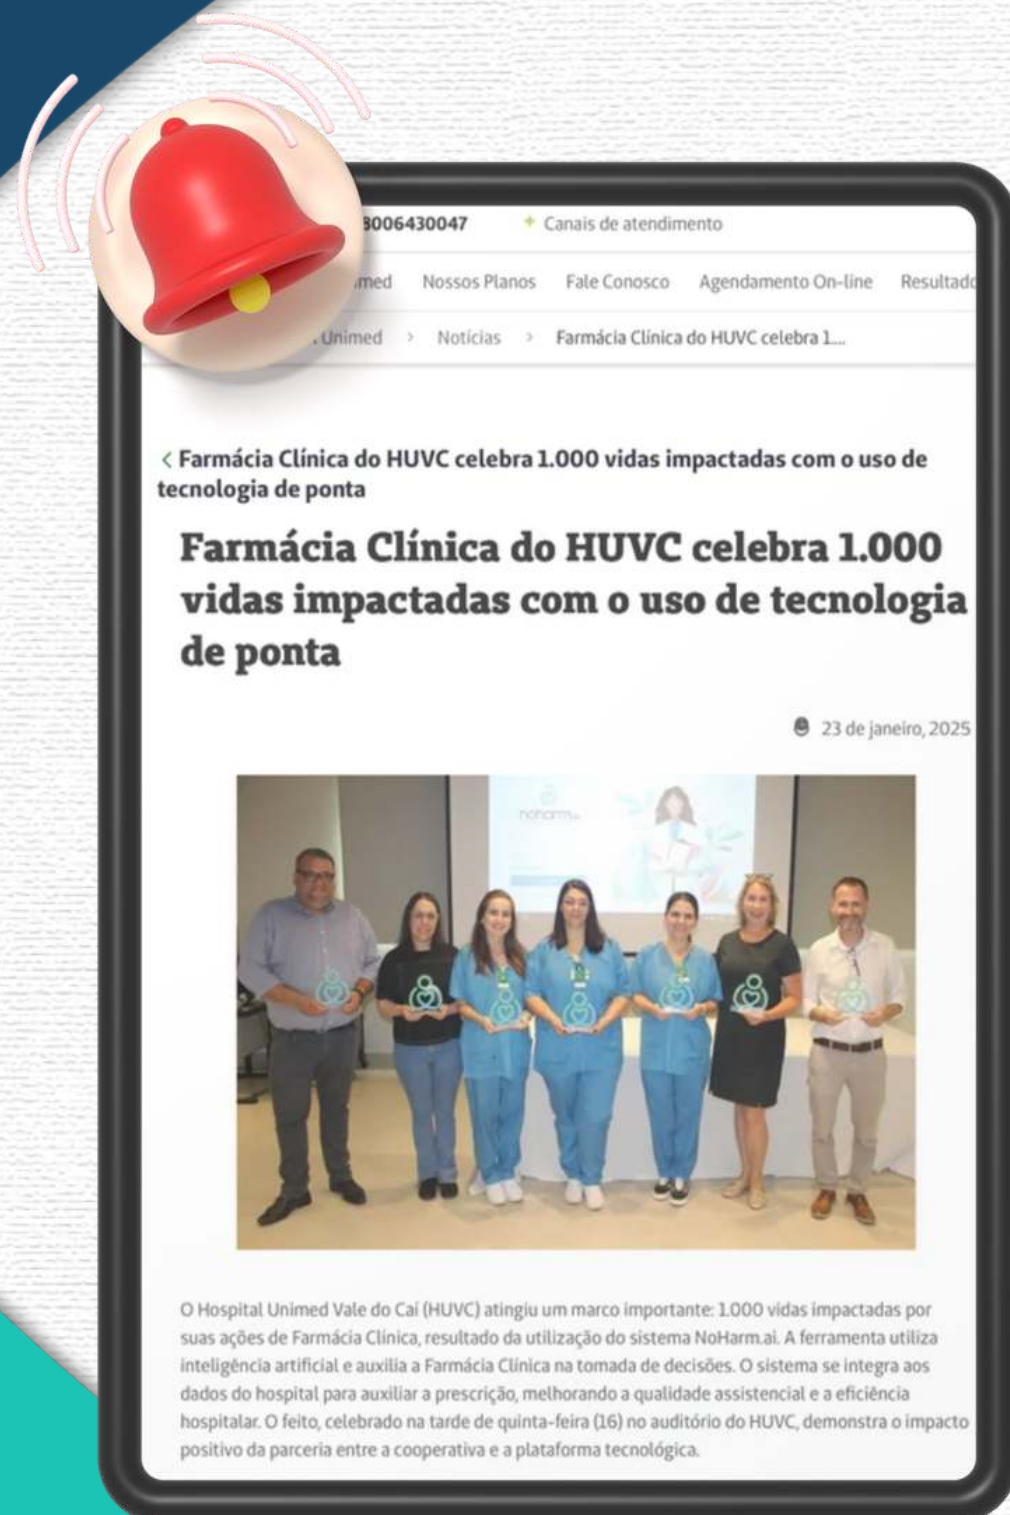 8006430047 Canais de atendimento
med Nossos Planos Fale Conosco Agendamento On-line Resultado
Unimed > Notícias > Farmácia Clínica do HUVC celebra 1....
< Farmácia Clínica do HUVC celebra 1.000 vidas impactadas com o uso de
tecnologia de ponta
Farmácia Clínica do HUVC celebra 1.000
vidas impactadas com o uso de tecnologia
de ponta
23 de janeiro, 2025
noharm.ai
O Hospital Unimed Vale do Caí (HUVC) atingiu um marco importante: 1.000 vidas impactadas por
suas ações de Farmácia Clínica, resultado da utilização do sistema NoHarm.ai. A ferramenta utiliza
inteligência artificial e auxilia a Farmácia Clínica na tomada de decisões. O sistema se integra aos
dados do hospital para auxiliar a prescrição, melhorando a qualidade assistencial e a eficiência
hospitalar. O feito, celebrado na tarde de quinta-feira (16) no auditório do HUVC, demonstra o impacto
positivo da parceria entre a cooperativa e a plataforma tecnológica.